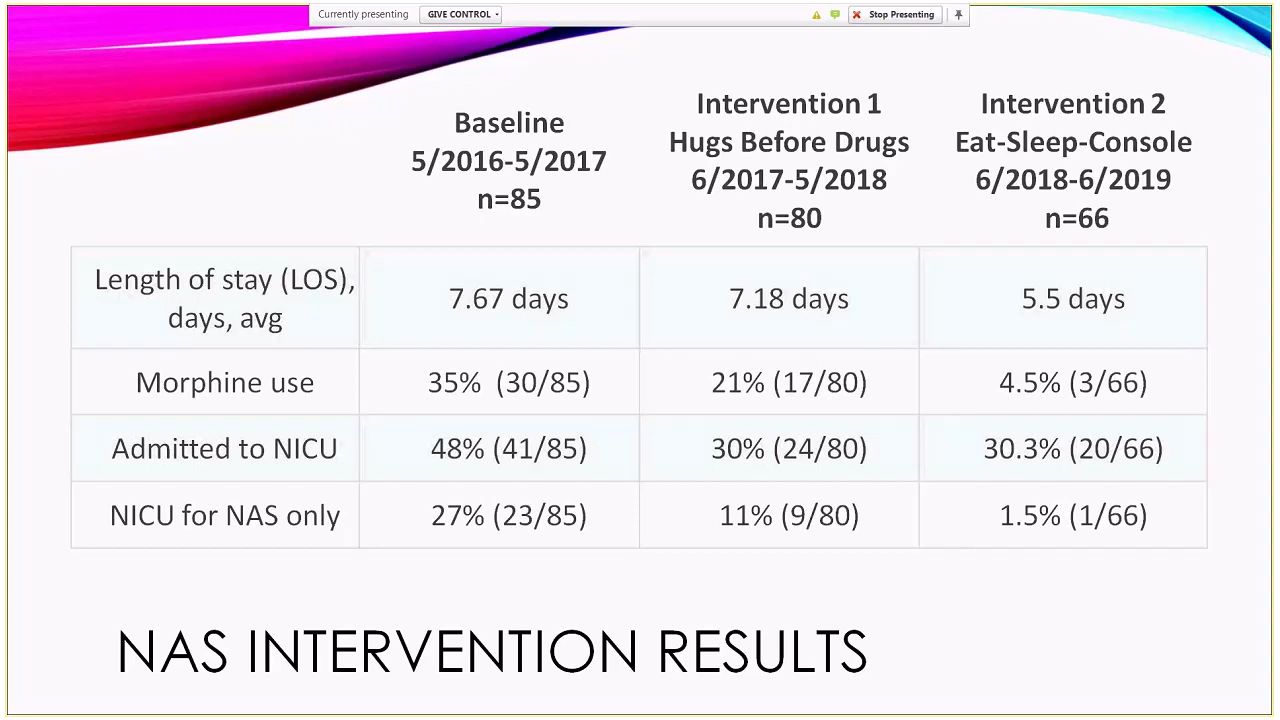 Currently presenting GIVE CONTROL Stop Presenting
Baseline
5/2016-5/2017
n=85
Intervention 1
Hugs Before Drugs
6/2017-5/2018
n=80
Intervention 2
Eat-Sleep-Console
6/2018-6/2019
n=66
Length of stay (LOS),
days, avg
7.67 days
7.18 days
5.5 days
Morphine use
35% (30/85)
21% (17/80)
4.5% (3/66)
Admitted to NICU
48% (41/85)
30% (24/80)
30.3% (20/66)
NICU for NAS only
27% (23/85)
11% (9/80)
1.5% (1/66)
NAS INTERVENTION RESULTS